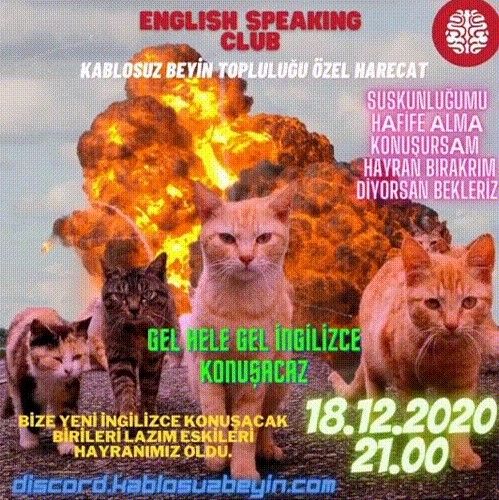 ENGLISH SPEAKING
CLUB
KABLOSUZ BEYİN TOPLULUĞU ÖZEL HARECAT
SUSKUNLUĞUMU
HAFİFE ALMA
KONUŞURSAM
HAYRAN BIRAKRIM
DİYORSAN BEKLERİZ
GEL HELE GEL İNGİLİZCE
KONUŞACAZ
BİZE YENİ İNGİLİZCE KONUŞACAK
BİRİLERİ LAZIM ESKİLERİ
HAYRANIMIZ OLDU.
18.12.2020
21.00
discord.kablosuzbeyin.com